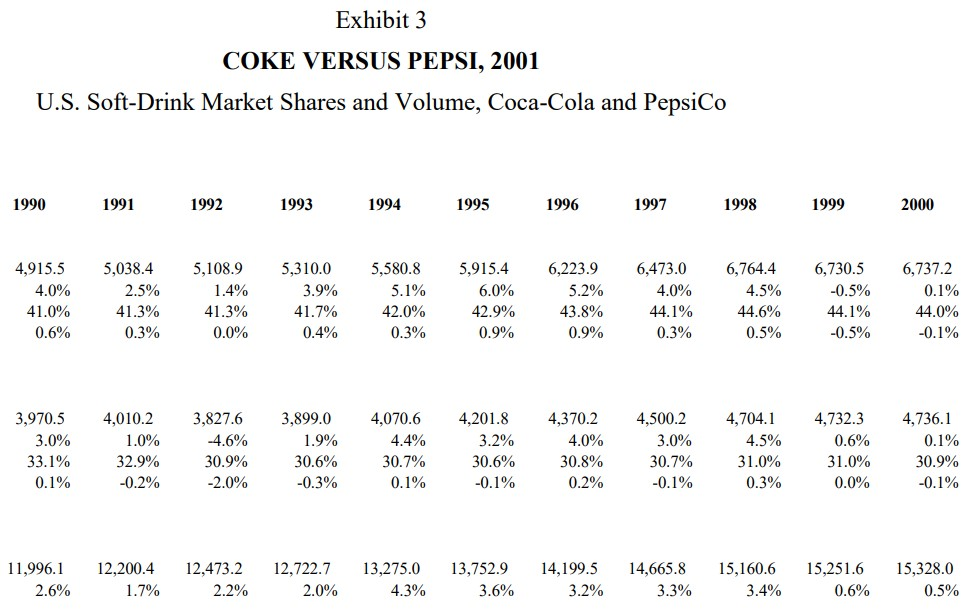 Exhibit 3
COKE VERSUS PEPSI, 2001
U.S. Soft-Drink Market Shares and Volume, Coca-Cola and PepsiCo
1990 1991 1992 1993 1994 1995 1996 1997 1998 1999 2000
4,915.5 5,038.4 5,108.9 5,310.0 5,580.8 5,915.4 6,223.9 6,473.0 6,764.4 6,730.5 6,737.2
4.0% 2.5% 1.4% 3.9% 5.1% 6.0% 5.2% 4.0% 4.5% -0.5% 0.1%
41.0% 41.3% 41.3% 41.7% 42.0% 42.9% 43.8% 44.1% 44.6% 44.1% 44.0%
0.6% 0.3% 0.0% 0.4% 0.3% 0.9% 0.9% 0.3% 0.5% -0.5% -0.1%
3,970.5 4,010.2 3,827.6 3,899.0 4,070.6 4,201.8 4,370.2 4,500.2 4,704.1 4,732.3 4,736.1
3.0% 1.0% -4.6% 1.9% 4.4% 3.2% 4.0% 3.0% 4.5% 0.6% 0.1%
33.1% 32.9% 30.9% 30.6% 30.7% 30.6% 30.8% 30.7% 31.0% 31.0% 30.9%
0.1% -0.2% -2.0% -0.3% 0.1% -0.1% 0.2% -0.1% 0.3% 0.0% -0.1%
11,996.1 12,200.4 12,473.2 12,722.7 13,275.0 13,752.9 14,199.5 14,665.8 15,160.6 15,251.6 15,328.0
2.6% 1.7% 2.2% 2.0% 4.3% 3.6% 3.2% 3.3% 3.4% 0.6% 0.5%